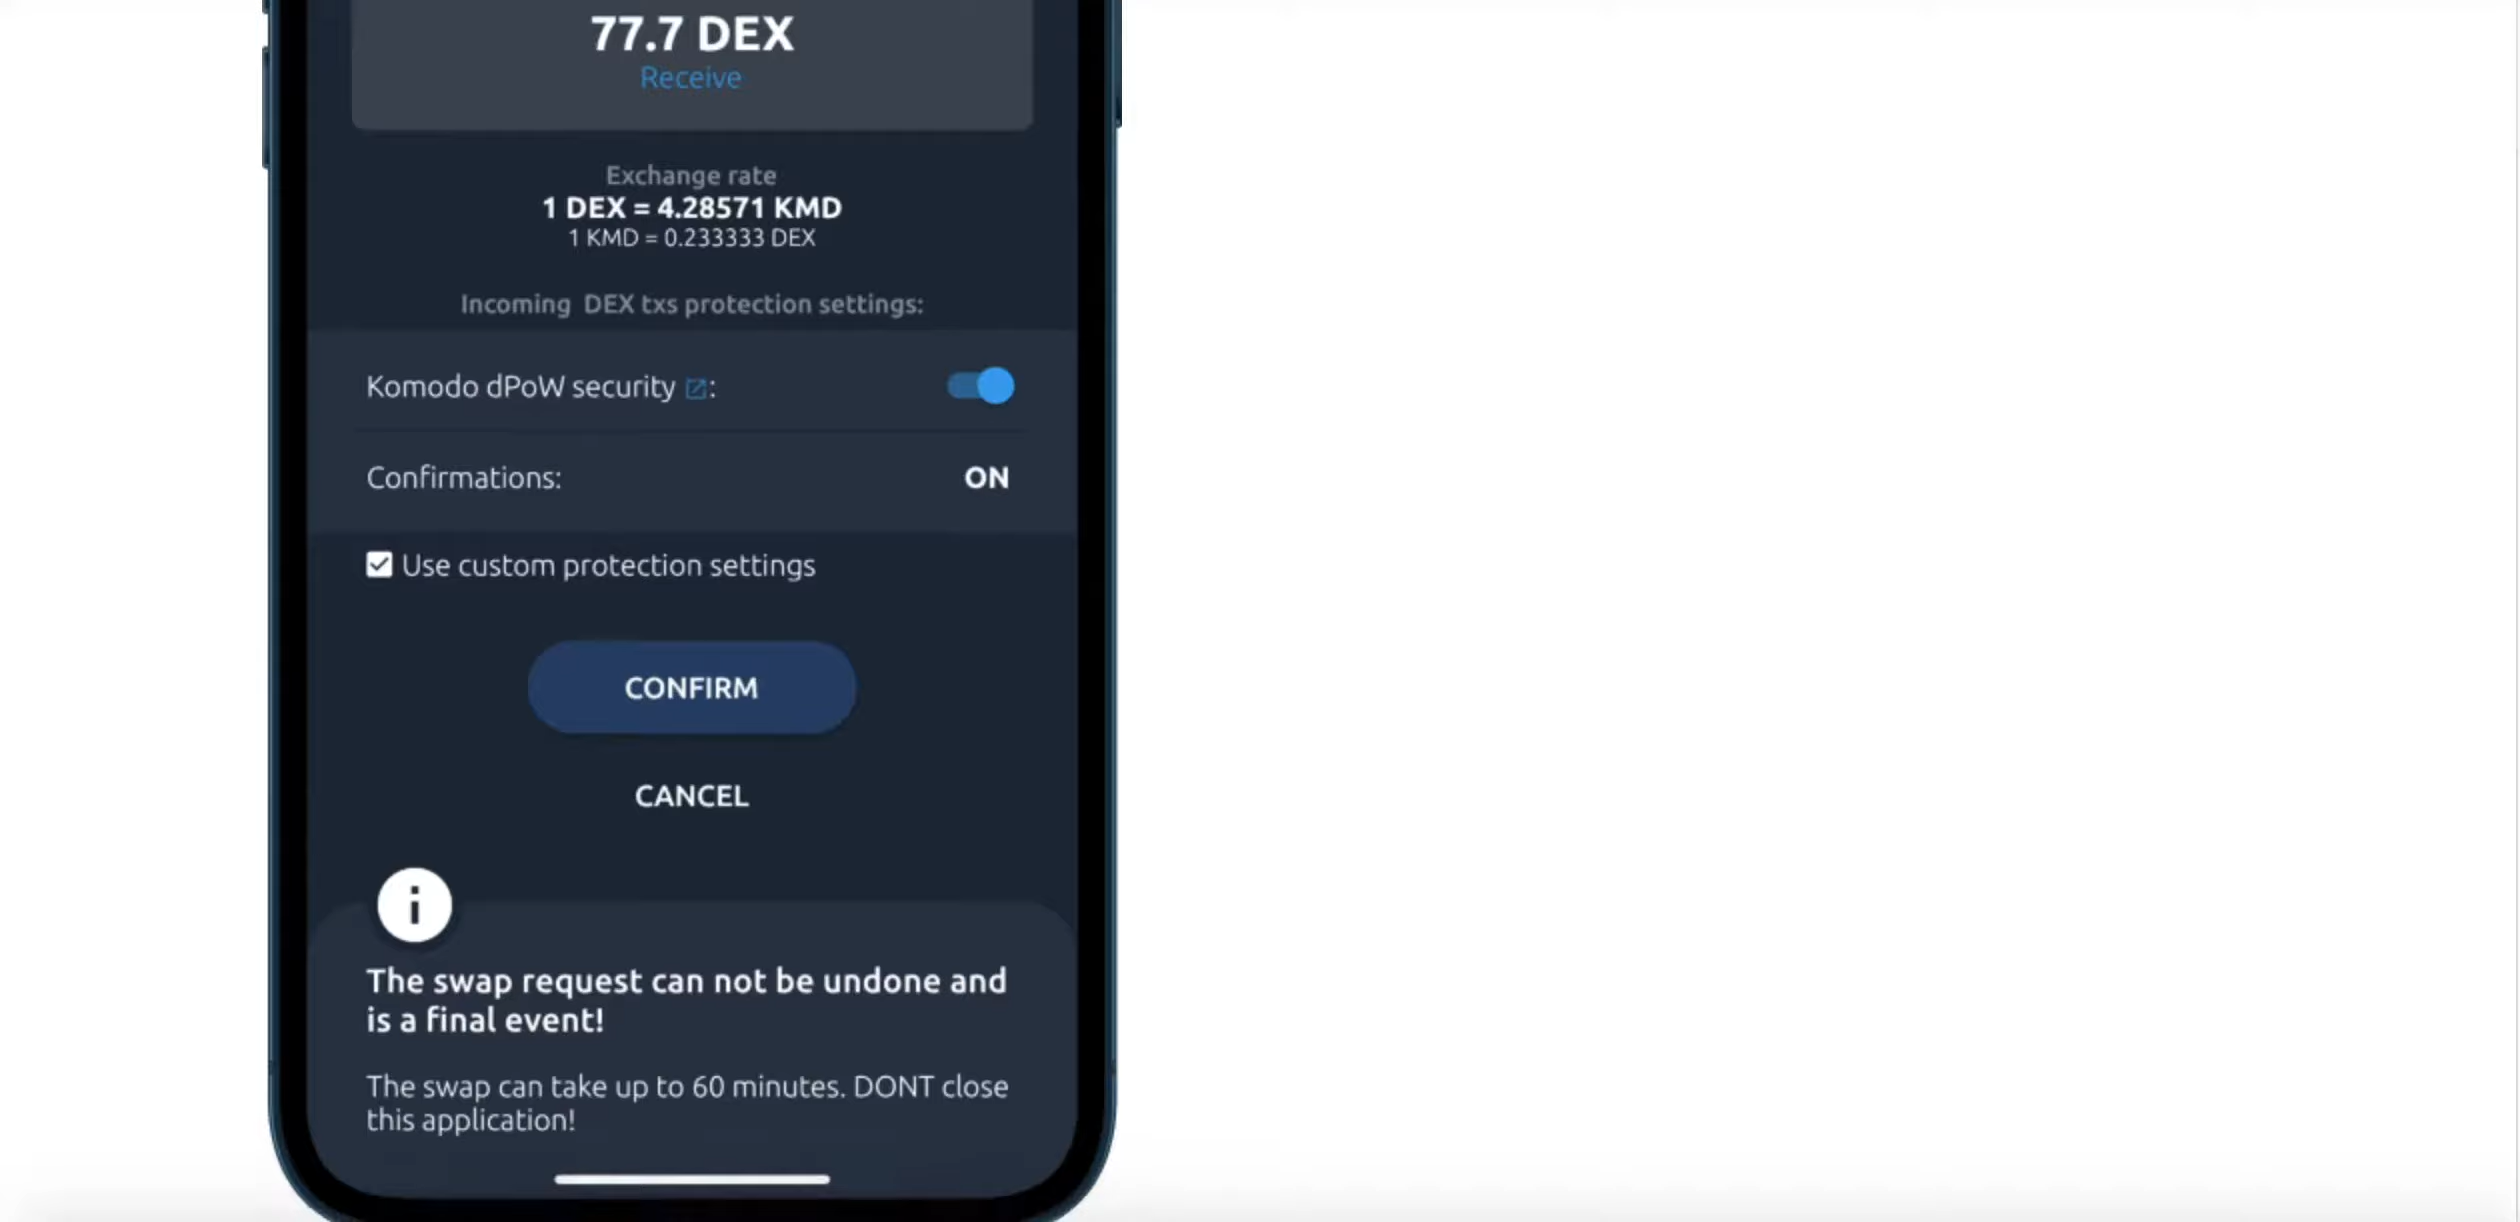 77.7 DEX
Receive
Exchange rate
1 DEX = 4.28571 KMD
1 KMD = 0.233333 DEX
Incoming DEX txs protection settings:
Komodo dPoW security :
Confirmations: ON
Use custom protection settings
CONFIRM
CANCEL
i
The swap request can not be undone and
is a final event!
The swap can take up to 60 minutes. DONT close
this application!